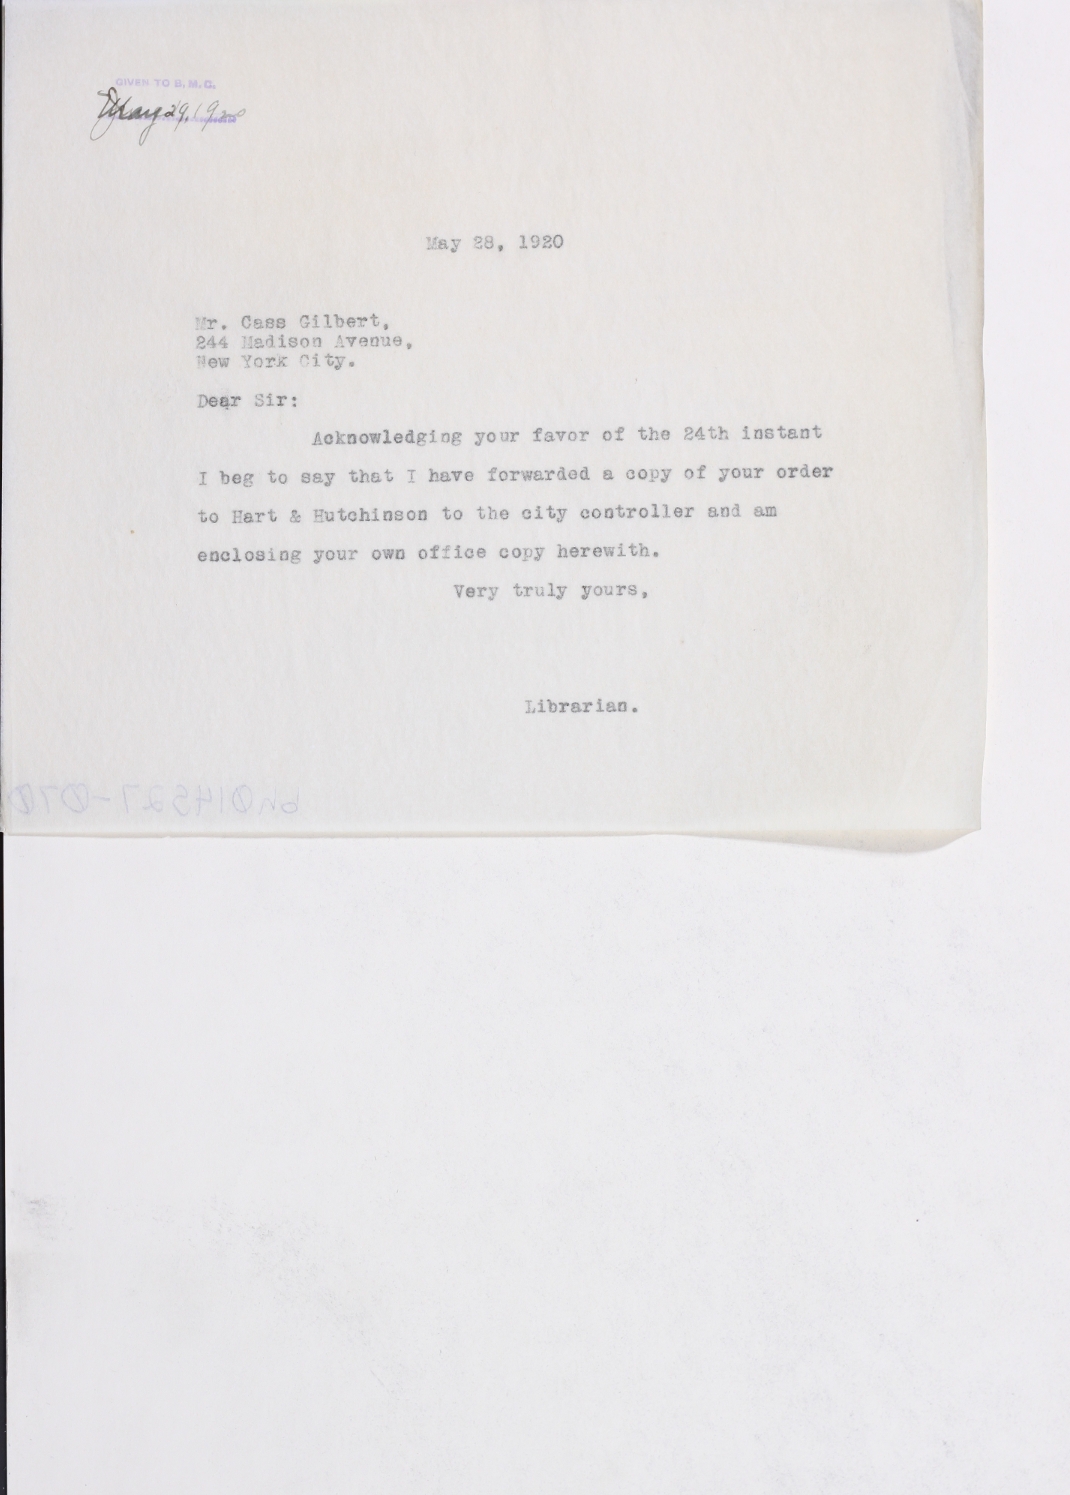 GIVEN TO B.M.C.
May 29, 1920
May 28, 1920
Mr. Cass Gilbert,
244 Madison Avenue,
New York City.
Dear Sir:
Acknowledging your favor of the 24th instant
I beg to say that I have forwarded a copy of your order
to Hart & Hutchinson to the city controller and am
enclosing your own office copy herewith.
Very truly yours,
Librarian.